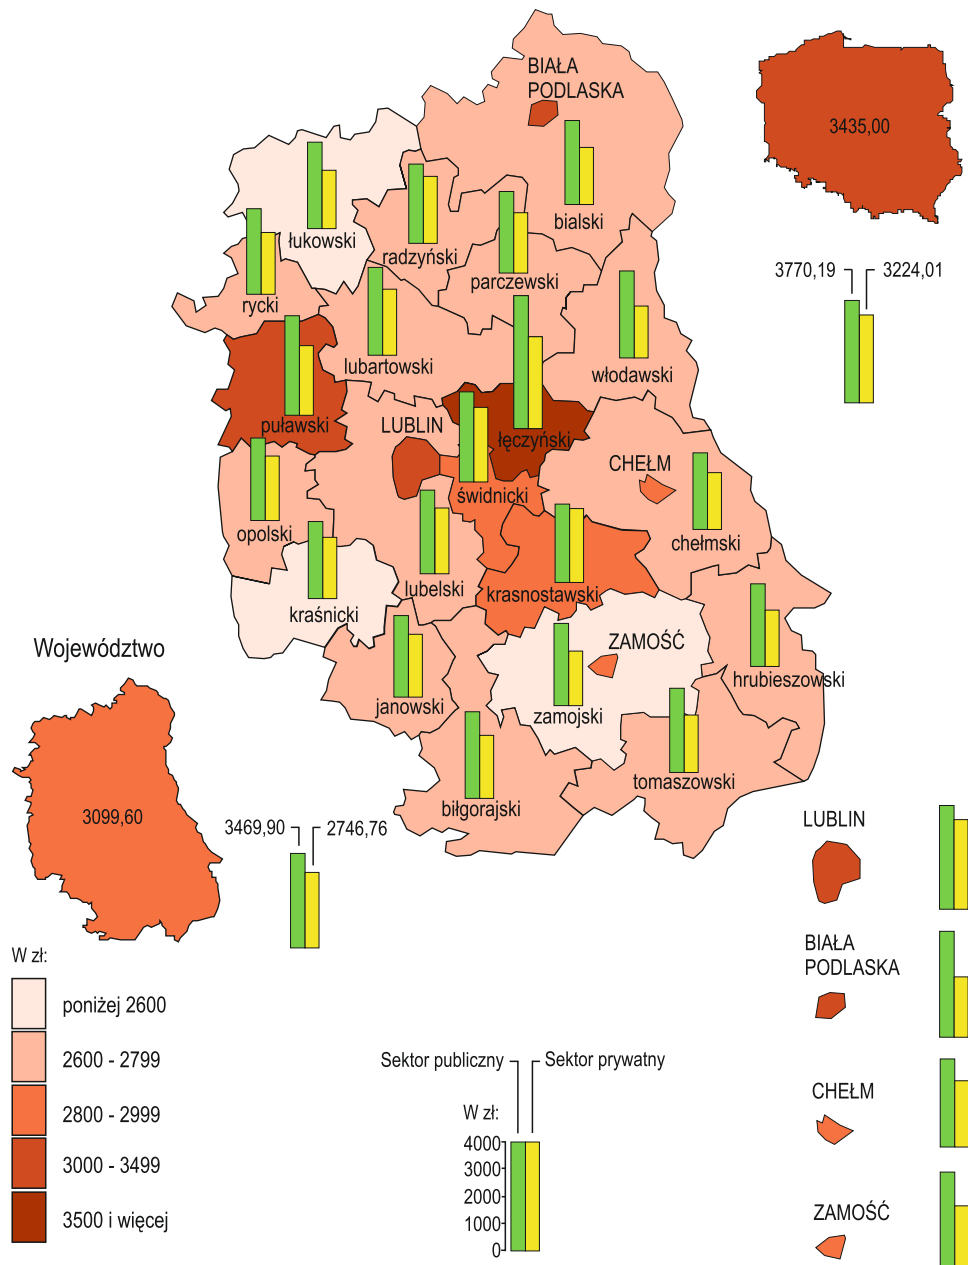 BIAŁA
PODLASKA
3435,00
bialski
łukowski
radzyński
parczewski
3770,19
3224,01
rycki
lubartowski
włodawski
puławski
LUBLIN
łęczyński
CHEŁM
świdnicki
opolski
chełmski
lubelski
krasnostawski
kraśnicki
Województwo
ZAMOŚĆ
hrubieszowski
janowski
zamojski
tomaszowski
biłgorajski
3099,60
3469,90
2746,76
LUBLIN
BIAŁA
PODLASKA
CHEŁM
ZAMOŚĆ
W zł:
poniżej 2600
2600 - 2799
2800 - 2999
3000 - 3499
3500 i więcej
Sektor publiczny
Sektor prywatny
W zł:
4000
3000
2000
1000
0